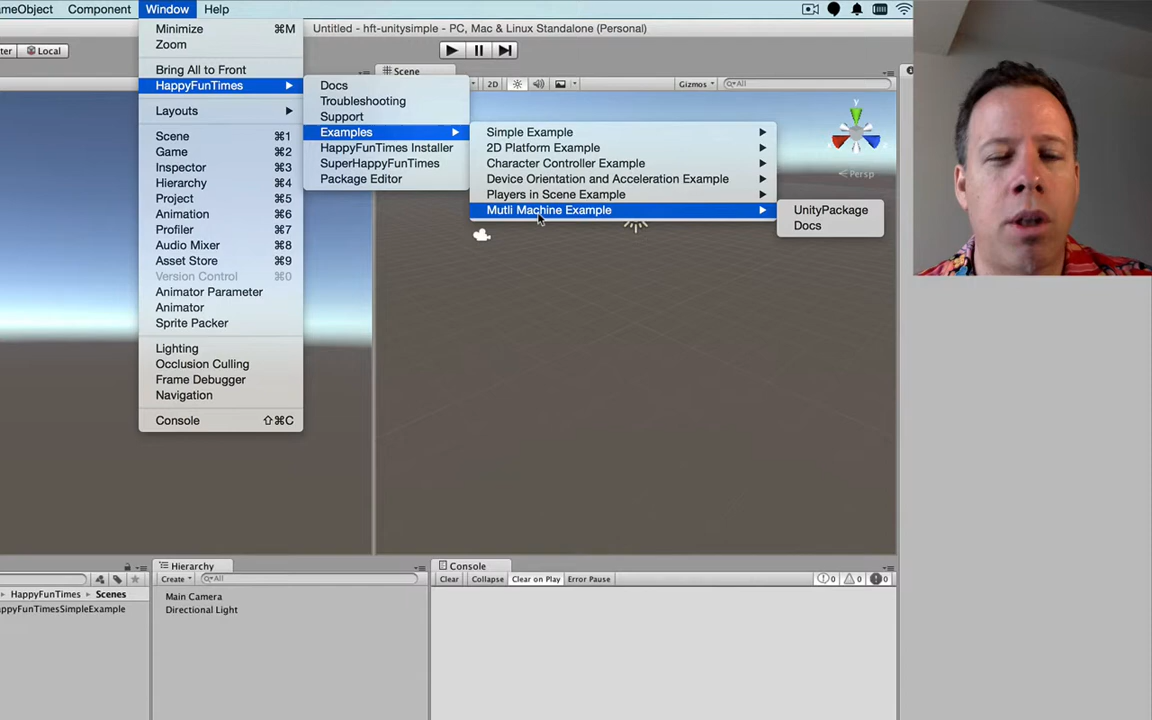 ameObject Component Window Help
Untitled - hft-unitysimple - PC, Mac & Linux Standalone (Personal)
ter Local
Minimize ⌘M
Zoom
Bring All to Front
HappyFunTimes
Layouts
Scene ⌘1
Game ⌘2
Inspector ⌘3
Hierarchy ⌘4
Project ⌘5
Animation ⌘6
Profiler ⌘7
Audio Mixer ⌘8
Asset Store ⌘9
Version Control ⌘0
Animator Parameter
Animator
Sprite Packer
Lighting
Occlusion Culling
Frame Debugger
Navigation
Console ⇧⌘C
Docs
Troubleshooting
Support
Examples
HappyFunTimes Installer
SuperHappyFunTimes
Package Editor
Simple Example
2D Platform Example
Character Controller Example
Device Orientation and Acceleration Example
Players in Scene Example
Mutli Machine Example
UnityPackage
Docs
Scene
2D Gizmos All
y
x z
Persp
Hierarchy
Create All
Main Camera
Directional Light
HappyFunTimes Scenes
appyFunTimesSimpleExample
Console
Clear Collapse Clear on Play Error Pause 0 0 0